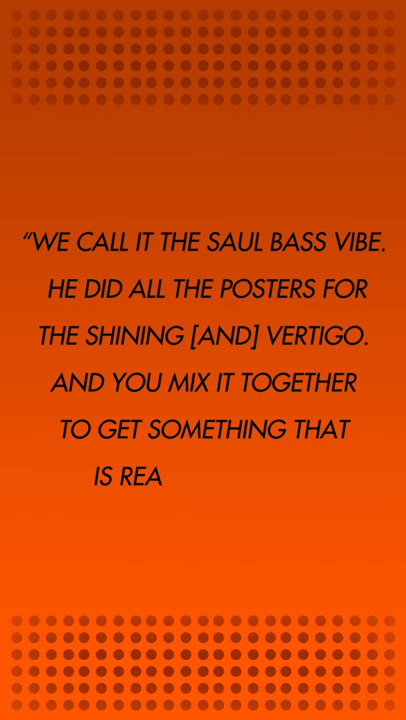 “WE CALL IT THE SAUL BASS VIBE.
HE DID ALL THE POSTERS FOR
THE SHINING [AND] VERTIGO.
AND YOU MIX IT TOGETHER
TO GET SOMETHING THAT
IS REA